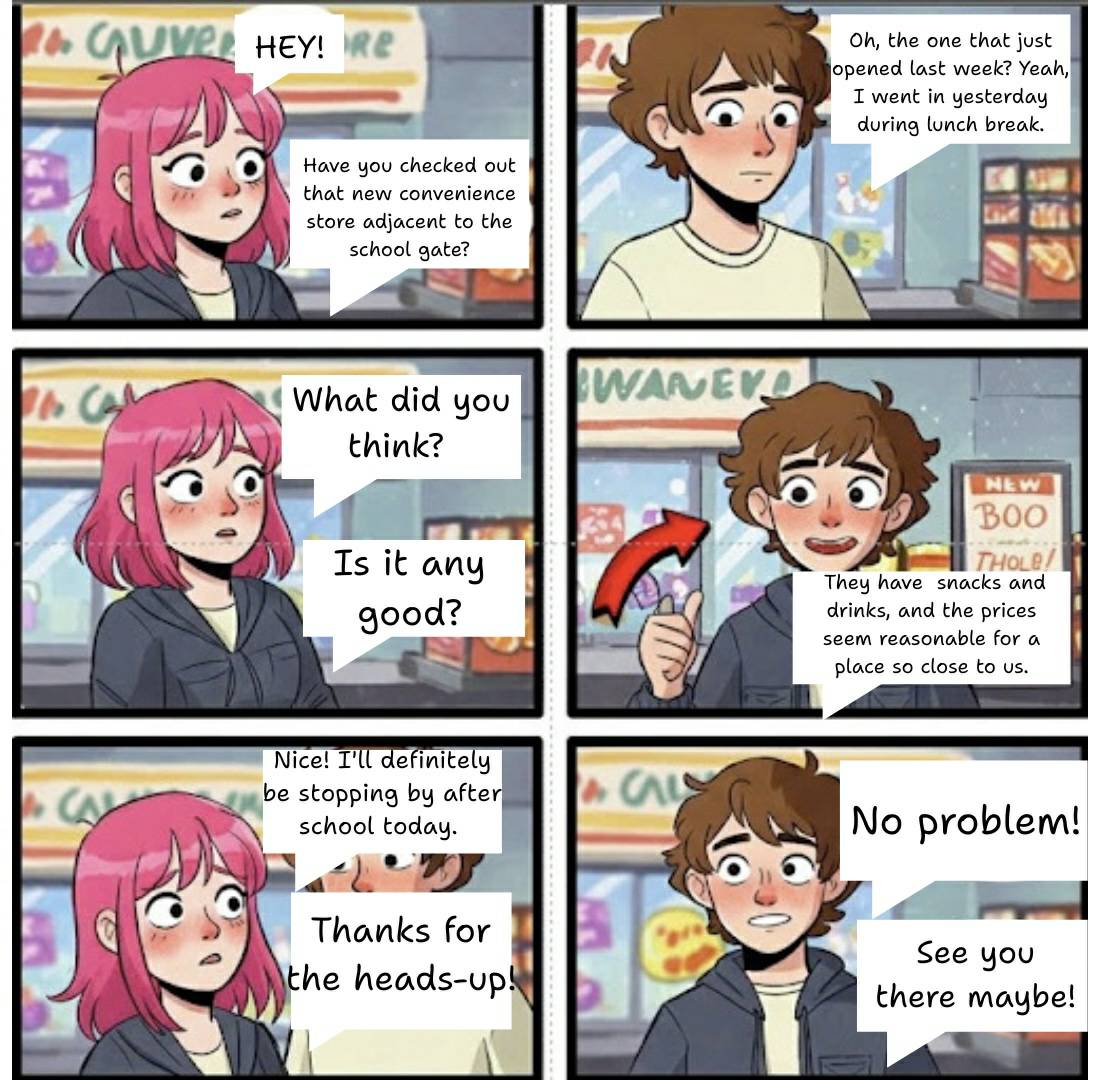 HEY!
Have you checked out
that new convenience
store adjacent to the
school gate?
Oh, the one that just
opened last week? Yeah,
I went in yesterday
during lunch break.
What did you
think?
Is it any
good?
NEW
BOO
THOLE!
They have snacks and
drinks, and the prices
seem reasonable for a
place so close to us.
Nice! I'll definitely
be stopping by after
school today.
Thanks for
the heads-up!
No problem!
See you
there maybe!